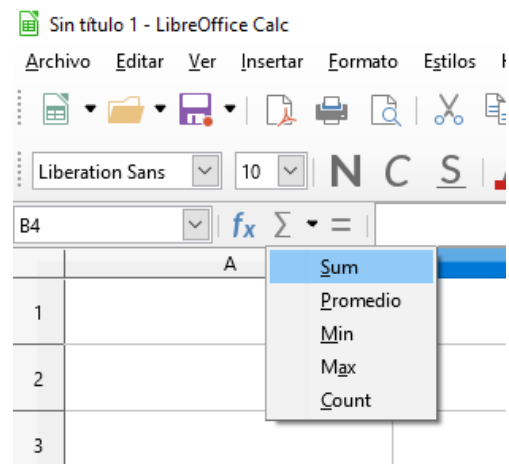 Sin título 1 - LibreOffice Calc
Archivo Editar Ver Insertar Formato Estilos
Liberation Sans 10 N C S
B4 fx Σ =
A
Sum
1
Promedio
Min
2
Max
Count
3